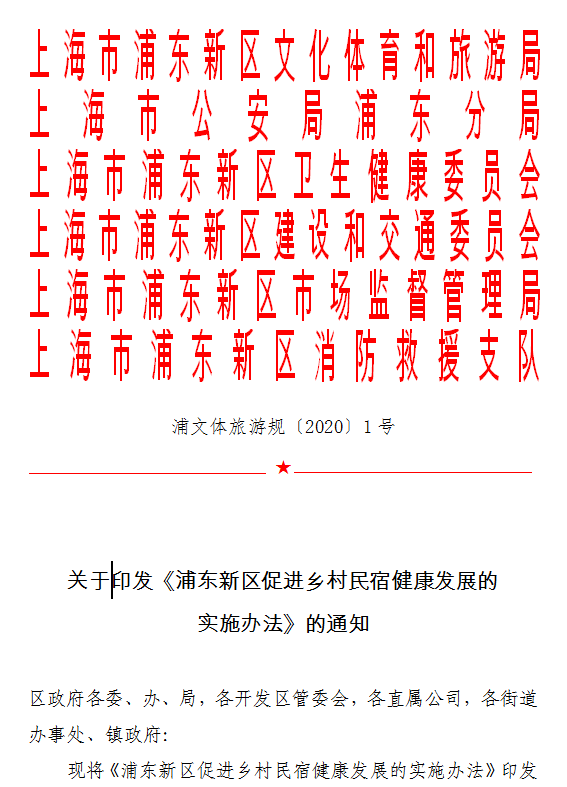 上海市浦东新区文化体育和旅游局
上海市公安局浦东分局
上海市浦东新区卫生健康委员会
上海市浦东新区建设和交通委员会
上海市浦东新区市场监督管理局
上海市浦东新区消防救援支队
浦文体旅游规〔2020〕1号
关于印发《浦东新区促进乡村民宿健康发展的
实施办法》的通知
区政府各委、办、局，各开发区管委会，各直属公司，各街道
办事处、镇政府：
现将《浦东新区促进乡村民宿健康发展的实施办法》印发